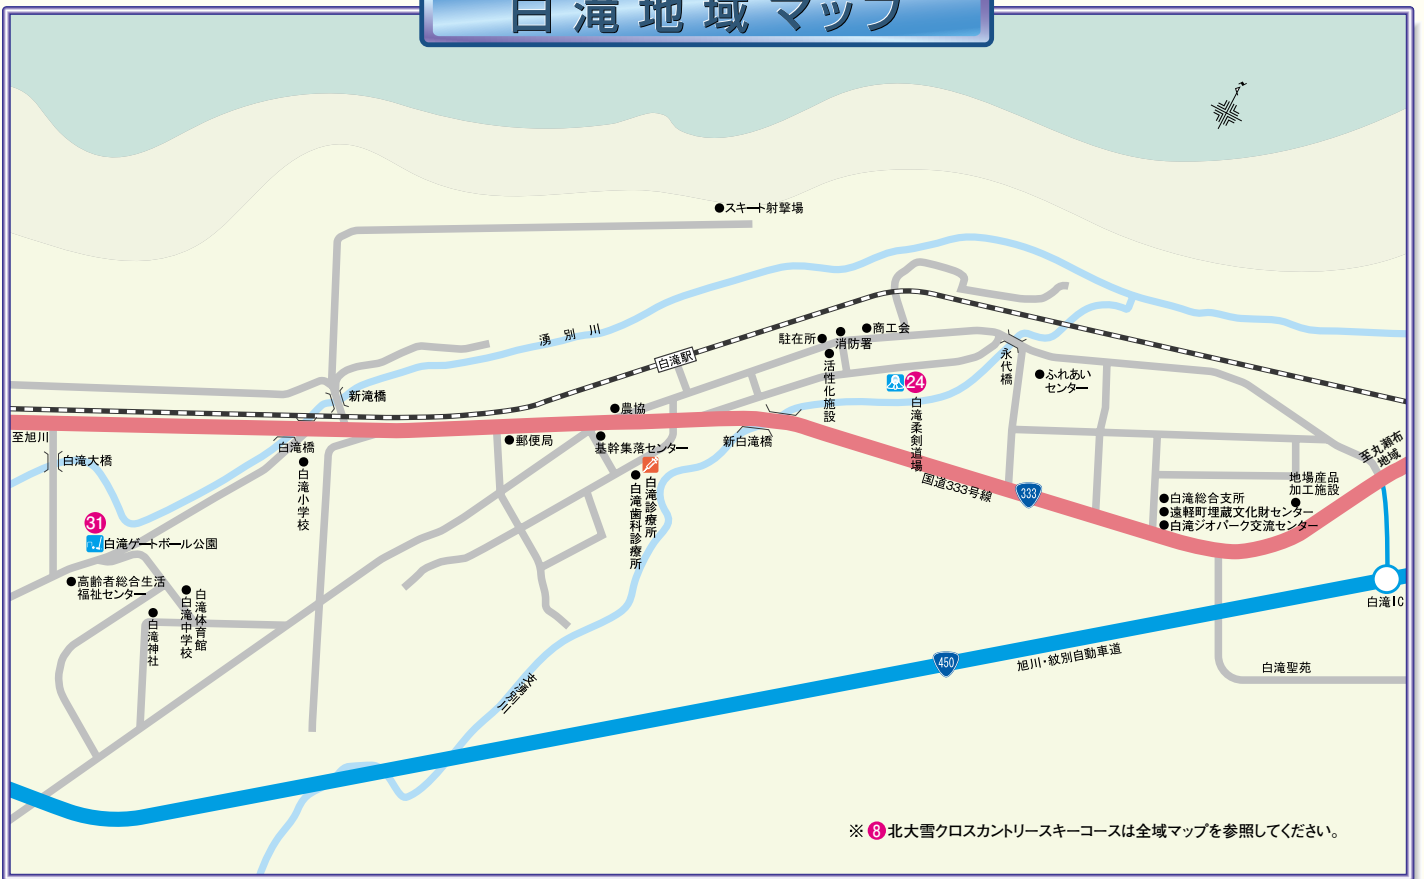 白滝地域マップ
スキート射撃場
湧別川
白滝駅
駐在所
消防署
商工会
活性化施設
永代橋
ふれあい
センター
24
白滝柔剣道場
新滝橋
農協
郵便局
基幹集落センター
新白滝橋
至旭川
白滝大橋
白滝橋
白滝小学校
白滝診療所
白滝歯科診療所
国道333号線
333
至丸瀬布
地域
地場産品
加工施設
白滝総合支所
遠軽町埋蔵文化財センター
白滝ジオパーク交流センター
31
白滝ゲートボール公園
高齢者総合生活
福祉センター
白滝体育館
白滝中学校
白滝神社
支湧別川
450
旭川・紋別自動車道
白滝IC
白滝聖苑
※8北大雪クロスカントリースキーコースは全域マップを参照してください。